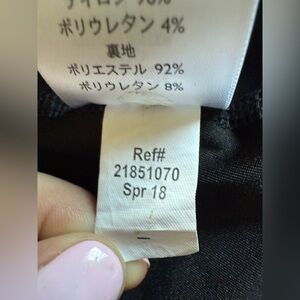 ポリウレタン 4%
裏地
ポリエステル 92%
ポリウレタン 8%
Ref#
21851070
Spr 18